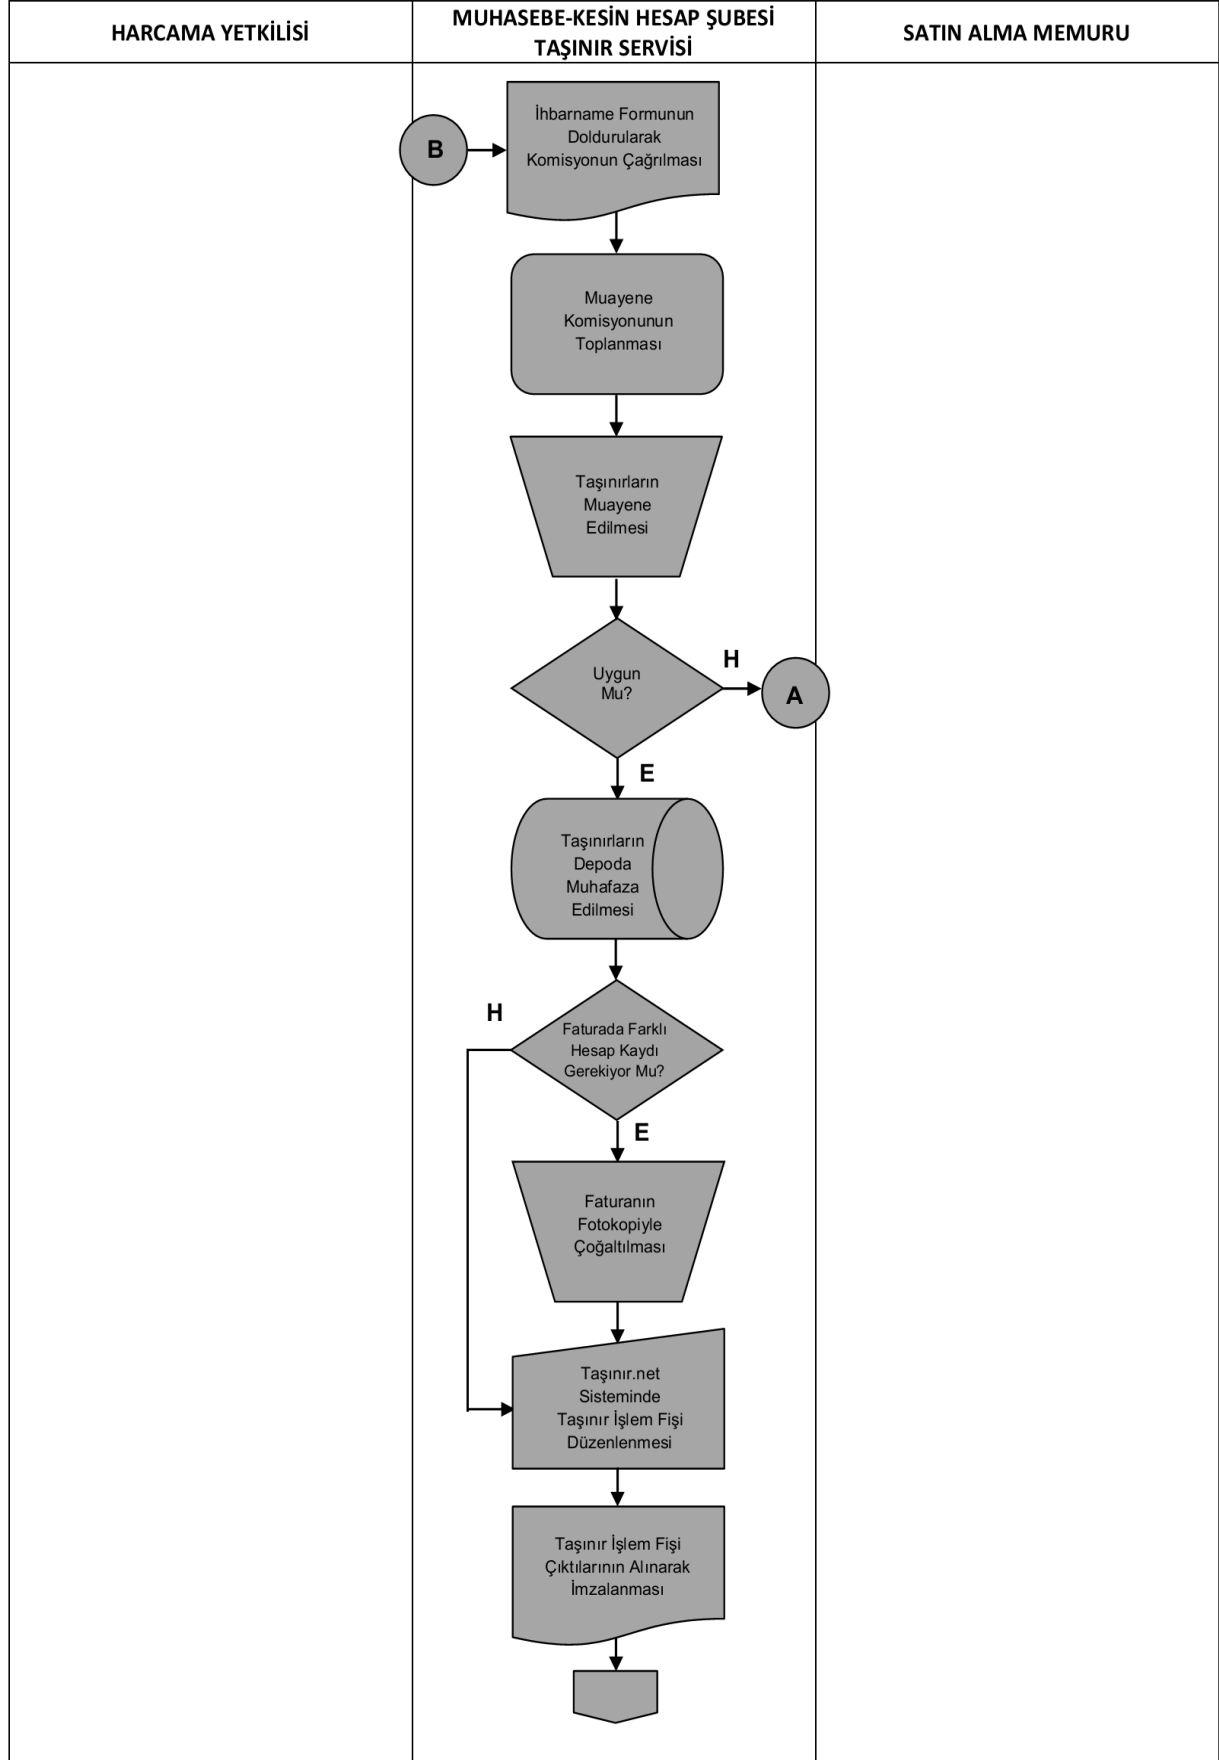 HARCAMA YETKİLİSİ
MUHASEBE-KESİN HESAP ŞUBESİ
TAŞINIR SERVİSİ
SATIN ALMA MEMURU
B
İhbarname Formunun
Doldurularak
Komisyonun Çağrılması
Muayene
Komisyonunun
Toplanması
Taşınırların
Muayene
Edilmesi
Uygun
Mu?
H
A
E
Taşınırların
Depoda
Muhafaza
Edilmesi
H
Faturada Farklı
Hesap Kaydı
Gerekiyor Mu?
E
Faturanın
Fotokopiyle
Çoğaltılması
Taşınır.net
Sisteminde
Taşınır İşlem Fişi
Düzenlenmesi
Taşınır İşlem Fişi
Çıktılarının Alınarak
İmzalanması